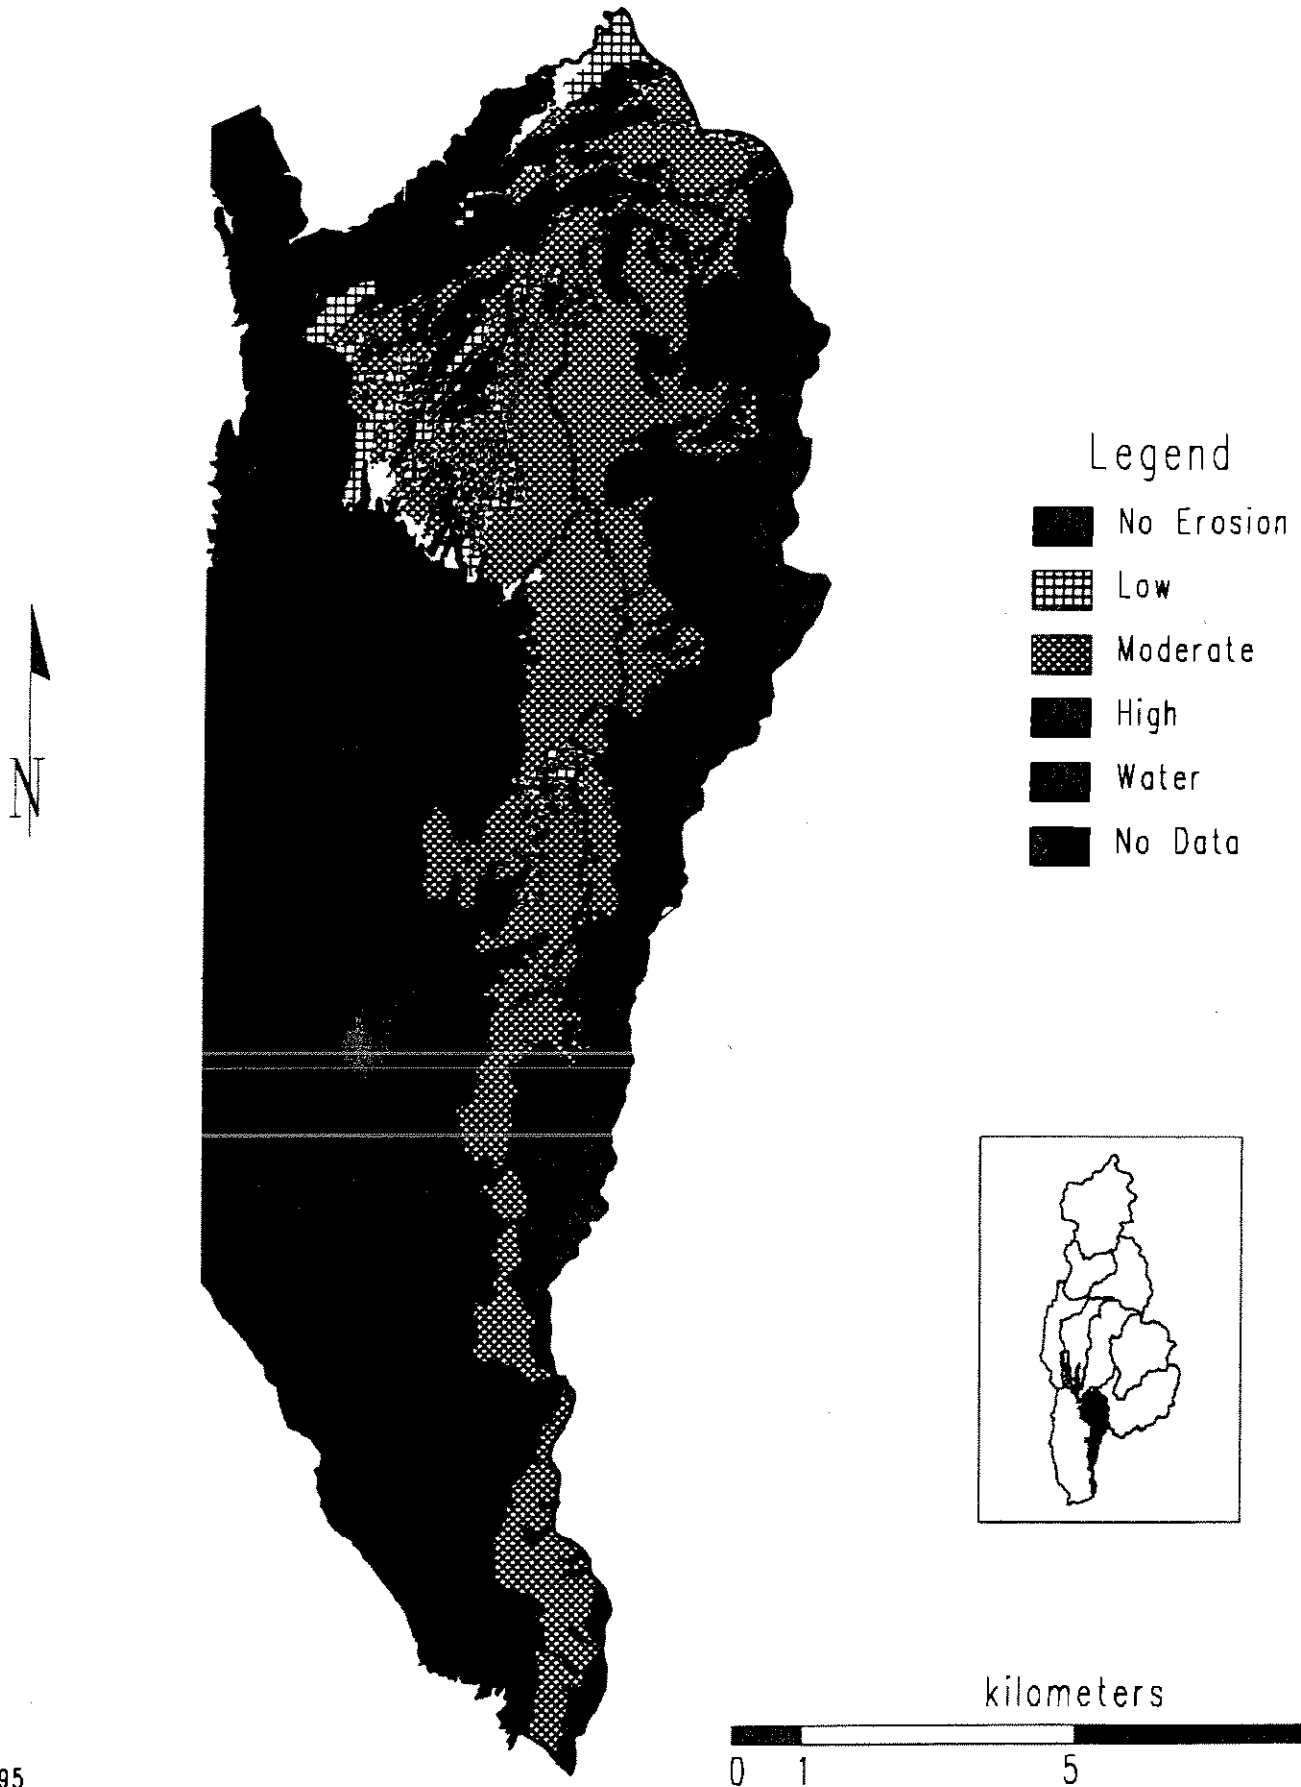 Legend
No Erosion
Low
Moderate
High
Water
No Data
N
kilometers
0 1 5
95